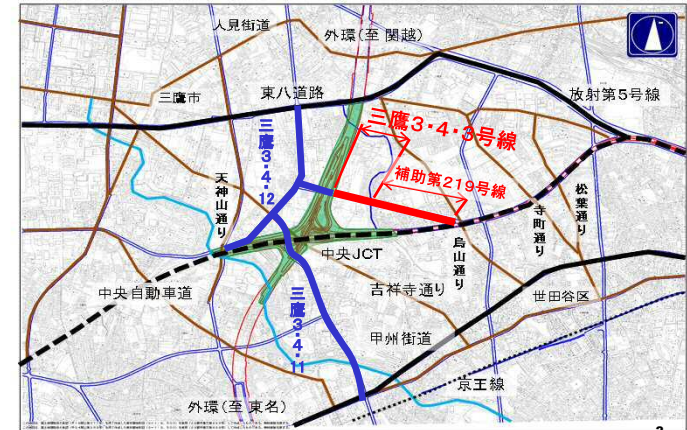 人見街道
外環(至 関越)
三鷹市
東八道路
放射第5号線
三鷹3・4・3号線
三鷹3・4・12
補助第219号線
天神山通り
松葉通り
寺町通り
烏山通り
中央JCT
中央自動車道
吉祥寺通り
世田谷区
三鷹3・4・11
甲州街道
京王線
外環(至 東名)